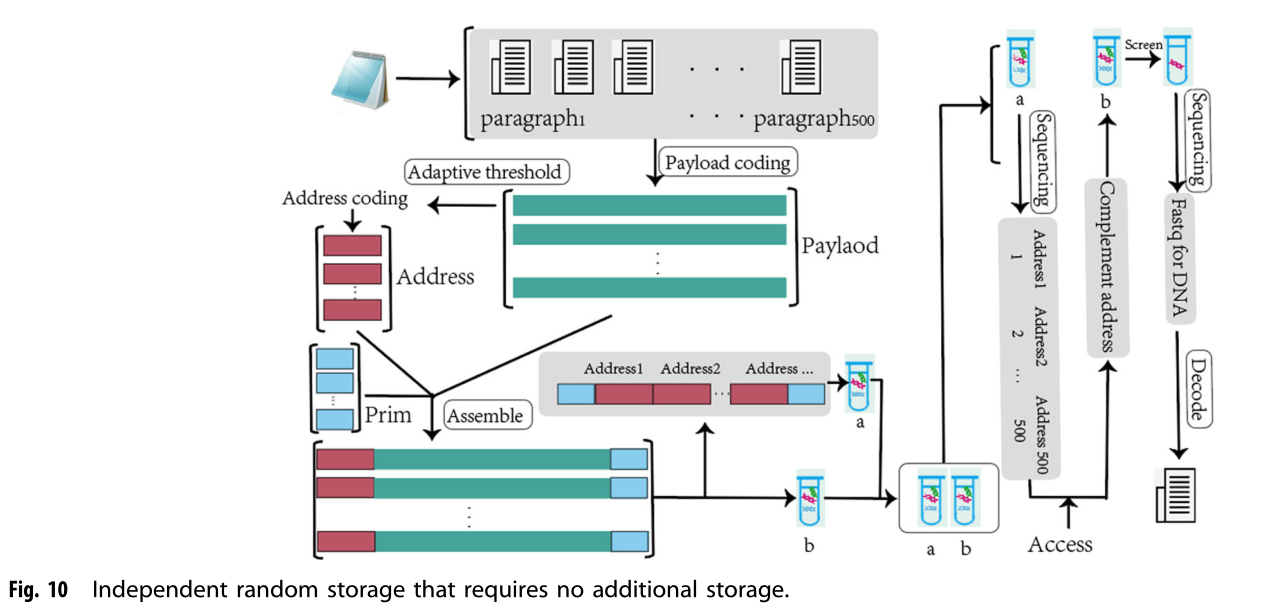 paragraph1 . . . paragraph500
Payload coding
Adaptive threshold
Address coding
Address
Paylaod
Prim
Assemble
Address1 Address2 Address ...
a
b
a b
a
Sequencing
Address1 Address2 ... Address 500
1 2 ... 500
Access
Complement address
b
Screen
Sequencing
Fastq for DNA
Decode
Fig. 10 Independent random storage that requires no additional storage.